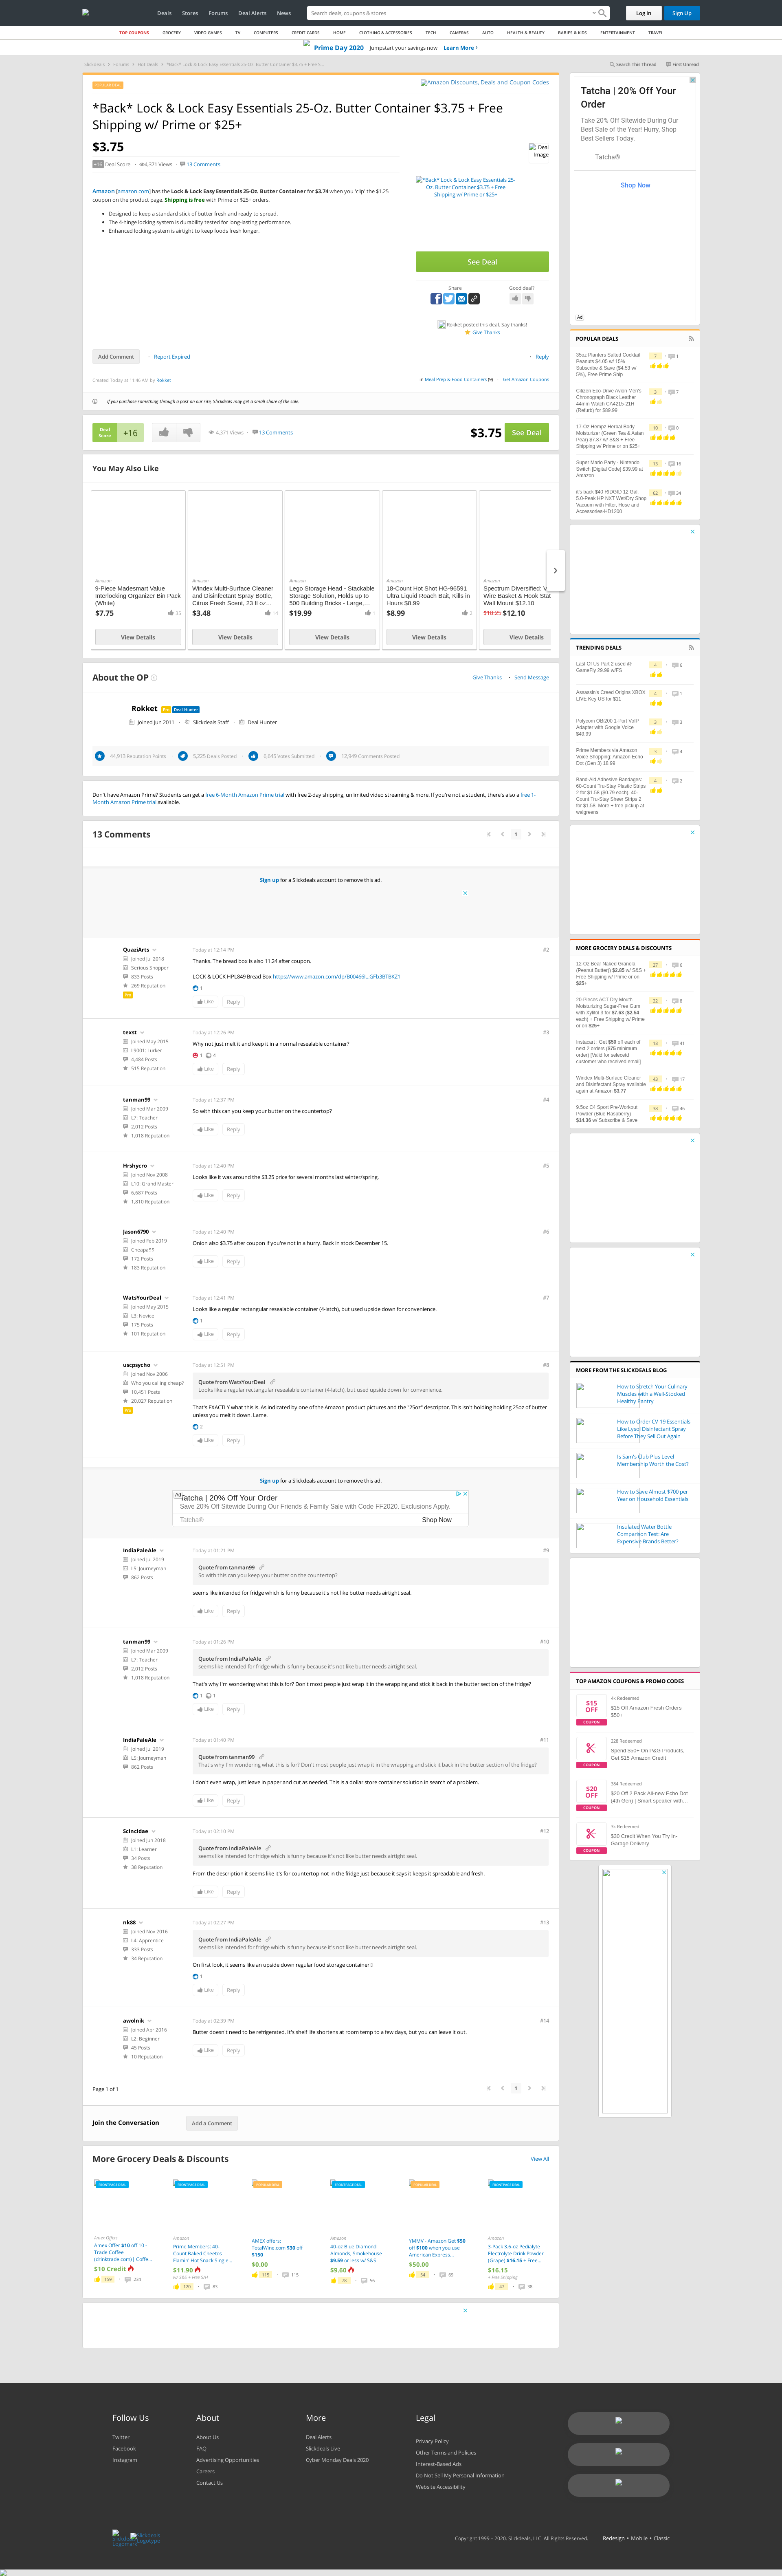 Deals Stores Forums Deal Alerts News
Search deals, coupons & stores
Log In
Sign Up
TOP COUPONS GROCERY VIDEO GAMES TV COMPUTERS CREDIT CARDS HOME CLOTHING & ACCESSORIES TECH CAMERAS AUTO HEALTH & BEAUTY BABIES & KIDS ENTERTAINMENT TRAVEL
Prime Day 2020 Jumpstart your savings now Learn More
Slickdeals > Forums > Hot Deals > *Back* Lock & Lock Easy Essentials 25-Oz. Butter Container $3.75 + Free S...
Search This Thread First Unread
Amazon Discounts, Deals and Coupon Codes
*Back* Lock & Lock Easy Essentials 25-Oz. Butter Container $3.75 + Free
Shipping w/ Prime or $25+
$3.75
Deal
Image
+16 Deal Score 4,371 Views 13 Comments
Amazon [amazon.com] has the Lock & Lock Easy Essentials 25-Oz. Butter Container for $3.74 when you 'clip' the $1.25
coupon on the product page. Shipping is free with Prime or $25+ orders.
Designed to keep a standard stick of butter fresh and ready to spread.
The 4-hinge locking system is durability tested for long-lasting performance.
Enhanced locking system is airtight to keep foods fresh longer.
*Back* Lock & Lock Easy Essentials 25-
Oz. Butter Container $3.75 + Free
Shipping w/ Prime or $25+
See Deal
Share
Good deal?
Rokket posted this deal. Say thanks!
Give Thanks
Add Comment Report Expired Reply
Created Today at 11:46 AM by Rokket
Meal Prep & Food Containers (9) Get Amazon Coupons
If you purchase something through a post on our site, Slickdeals may get a small share of the sale.
Deal
Score
+16
4,371 Views 13 Comments
$3.75 See Deal
You May Also Like
Amazon
9-Piece Madesmart Value
Interlocking Organizer Bin Pack
(White)
$7.75
View Details
Amazon
Windex Multi-Surface Cleaner
and Disinfectant Spray Bottle,
Citrus Fresh Scent, 23 fl oz...
$3.48 14
View Details
Amazon
Lego Storage Head - Stackable
Storage Solution, Holds up to
500 Building Bricks - Large,...
$19.99 1
View Details
Amazon
18-Count Hot Shot HG-96591
Ultra Liquid Roach Bait, Kills in
Hours $8.99
$8.99 2
View Details
Amazon
Spectrum Diversified: V
Wire Basket & Hook Stat
Wall Mount $12.10
$18.25 $12.10
View Details
About the OP
Give Thanks Send Message
Rokket Pro Deal Hunter
Joined Jun 2011 Slickdeals Staff Deal Hunter
44,913 Reputation Points 5,225 Deals Posted 6,645 Votes Submitted 12,949 Comments Posted
Don't have Amazon Prime? Students can get a free 6-Month Amazon Prime trial with free 2-day shipping, unlimited video streaming & more. If you're not a student, there's also a free 1-
Month Amazon Prime trial available.
13 Comments
1
Sign up for a Slickdeals account to remove this ad.
QuaziArts
Joined Jul 2018
Serious Shopper
833 Posts
269 Reputation
Pro
Today at 12:14 PM #2
Thanks. The bread box is also 11.24 after coupon.
LOCK & LOCK HPL849 Bread Box https://www.amazon.com/dp/B00466I...GFb3BTBKZ1
1
Like Reply
texst
Joined May 2015
L9001: Lurker
4,484 Posts
515 Reputation
Today at 12:26 PM #3
Why not just melt it and keep it in a normal resealable container?
1 4
Like Reply
tanman99
Joined Mar 2009
L7: Teacher
2,012 Posts
1,018 Reputation
Today at 12:37 PM #4
So with this can you keep your butter on the countertop?
Like Reply
Hrshycro
Joined Nov 2008
L10: Grand Master
6,687 Posts
1,810 Reputation
Today at 12:40 PM #5
Looks like it was around the $3.25 price for several months last winter/spring.
Like Reply
Jason6790
Joined Feb 2019
Cheapa$$
172 Posts
183 Reputation
Today at 12:40 PM #6
Onion also $3.75 after coupon if you're not in a hurry. Back in stock December 15.
Like Reply
WatsYourDeal
Joined May 2015
L3: Novice
175 Posts
101 Reputation
Today at 12:41 PM #7
Looks like a regular rectangular resealable container (4-latch), but used upside down for convenience.
1
Like Reply
uscpsycho
Joined Nov 2006
Who you calling cheap?
10,451 Posts
20,027 Reputation
Pro
Today at 12:51 PM #8
Quote from WatsYourDeal
Looks like a regular rectangular resealable container (4-latch), but used upside down for convenience.
That's EXACTLY what this is. As indicated by one of the Amazon product pictures and the "25oz" descriptor. This isn't holding holding 25oz of butter
unless you melt it down. Lame.
2
Like Reply
Sign up for a Slickdeals account to remove this ad.
Ad
Tatcha | 20% Off Your Order
Save 20% Off Sitewide During Our Friends & Family Sale with Code FF2020. Exclusions Apply.
Tatcha® Shop Now
IndiaPaleAle
Joined Jul 2019
L5: Journeyman
862 Posts
Today at 01:21 PM #9
Quote from tanman99
So with this can you keep your butter on the countertop?
seems like intended for fridge which is funny because it's not like butter needs airtight seal.
Like Reply
tanman99
Joined Mar 2009
L7: Teacher
2,012 Posts
1,018 Reputation
Today at 01:26 PM #10
Quote from IndiaPaleAle
seems like intended for fridge which is funny because it's not like butter needs airtight seal.
That's why I'm wondering what this is for? Don't most people just wrap it in the wrapping and stick it back in the butter section of the fridge?
1 1
Like Reply
IndiaPaleAle
Joined Jul 2019
L5: Journeyman
862 Posts
Today at 01:40 PM #11
Quote from tanman99
That's why I'm wondering what this is for? Don't most people just wrap it in the wrapping and stick it back in the butter section of the fridge?
I don't even wrap, just leave in paper and cut as needed. This is a dollar store container solution in search of a problem.
Like Reply
Scincidae
Joined Jun 2018
L1: Learner
34 Posts
38 Reputation
Today at 02:10 PM #12
Quote from IndiaPaleAle
seems like intended for fridge which is funny because it's not like butter needs airtight seal.
From the description it seems like it's for countertop not in the fridge just because it says it keeps it spreadable and fresh.
Like Reply
nk88
Joined Nov 2016
L4: Apprentice
333 Posts
34 Reputation
Today at 02:27 PM #13
Quote from IndiaPaleAle
seems like intended for fridge which is funny because it's not like butter needs airtight seal.
On first look, it seems like an upside down regular food storage container
1
Like Reply
awolnik
Joined Apr 2016
L2: Beginner
45 Posts
10 Reputation
Today at 02:39 PM #14
Butter doesn't need to be refrigerated. It's shelf life shortens at room temp to a few days, but you can leave it out.
Like Reply
Page 1 of 1
1
Join the Conversation Add a Comment
More Grocery Deals & Discounts View All
Amex Offers
Amex Offer $10 off 10 -
Trade Coffee
(drinktrade.com)| Coffe...
$10 Credit
159 234
Amazon
Prime Members: 40-
Count Baked Cheetos
Flamin' Hot Snack Single...
$11.90
w/ S&S + Free S/H
120 83
AMEX offers:
TotalWine.com $30 off
$150
$0.00
115 115
Amazon
40-oz Blue Diamond
Almonds, Smokehouse
$9.59 or less w/ S&S
$9.60
78 56
YMMV - Amazon Get $50
off $100 when you use
American Express...
$50.00
54 69
Amazon
3-Pack 3.6-oz Pedialyte
Electrolyte Drink Powder
(Grape) $16.15 + Free...
$16.15
+ Free Shipping
47 38
Tatcha | 20% Off Your
Order
Take 20% Off Sitewide During Our
Best Sale of the Year! Hurry, Shop
Best Sellers Today.
Tatcha®
Shop Now
Ad
POPULAR DEALS
35oz Planters Salted Cocktail
Peanuts $4.05 w/ 15%
Subscribe & Save ($4.53 w/
5%), Free Prime Ship
7 1
Citizen Eco-Drive Avion Men's
Chronograph Black Leather
44mm Watch CA4215-21H
(Refurb) for $89.99
3 7
17-Oz Hempz Herbal Body
Moisturizer (Green Tea & Asian
Pear) $7.87 w/ S&S + Free
Shipping w/ Prime or on $25+
10 0
Super Mario Party - Nintendo
Switch [Digital Code] $39.99 at
Amazon
13 16
it's back $40 RIDGID 12 Gal.
5.0-Peak HP NXT Wet/Dry Shop
Vacuum with Filter, Hose and
Accessories-HD1200
62 34
TRENDING DEALS
Last Of Us Part 2 used @
GameFly 29.99 w/FS
4 6
Assassin's Creed Origins XBOX
LIVE Key US for $11
4 1
Polycom OBi200 1-Port VoIP
Adapter with Google Voice
$49.99
3 3
Prime Members via Amazon
Voice Shopping: Amazon Echo
Dot (Gen 3) 18.99
3 4
Band-Aid Adhesive Bandages:
60-Count Tru-Stay Plastic Strips
2 for $1.58 ($0.79 each), 40-
Count Tru-Stay Sheer Strips 2
for $1.58, More + free pickup at
walgreens
4 2
MORE GROCERY DEALS & DISCOUNTS
12-Oz Bear Naked Granola
(Peanut Butter)) $2.85 w/ S&S +
Free Shipping w/ Prime or on
$25+
27 6
20-Pieces ACT Dry Mouth
Moisturizing Sugar-Free Gum
with Xylitol 3 for $7.63 ($2.54
each) + Free Shipping w/ Prime
or on $25+
22 8
Instacart : Get $50 off each of
next 2 orders ($75 minimum
order) [Valid for selecetd
customer who received email]
18 41
Windex Multi-Surface Cleaner
and Disinfectant Spray available
again at Amazon $3.77
43 17
9.5oz C4 Sport Pre-Workout
Powder (Blue Raspberry)
$14.36 w/ Subscribe & Save
38 46
MORE FROM THE SLICKDEALS BLOG
How to Stretch Your Culinary
Muscles with a Well-Stocked
Healthy Pantry
How to Order CV-19 Essentials
Like Lysol Disinfectant Spray
Before They Sell Out Again
Is Sam's Club Plus Level
Membership Worth the Cost?
How to Save Almost $700 per
Year on Household Essentials
Insulated Water Bottle
Comparison Test: Are
Expensive Brands Better?
TOP AMAZON COUPONS & PROMO CODES
$15
OFF
COUPON
4k Redeemed
$15 Off Amazon Fresh Orders
$50+
COUPON
228 Redeemed
Spend $50+ On P&G Products,
Get $15 Amazon Credit
$20
OFF
COUPON
384 Redeemed
$20 Off 2 Pack All-new Echo Dot
(4th Gen) | Smart speaker with...
COUPON
3k Redeemed
$30 Credit When You Try In-
Garage Delivery
Follow Us
Twitter
Facebook
Instagram
About
About Us
FAQ
Advertising Opportunities
Careers
Contact Us
More
Deal Alerts
Slickdeals Live
Cyber Monday Deals 2020
Legal
Privacy Policy
Other Terms and Policies
Interest-Based Ads
Do Not Sell My Personal Information
Website Accessibility
Copyright 1999 - 2020. Slickdeals, LLC. All Rights Reserved. Redesign • Mobile • Classic